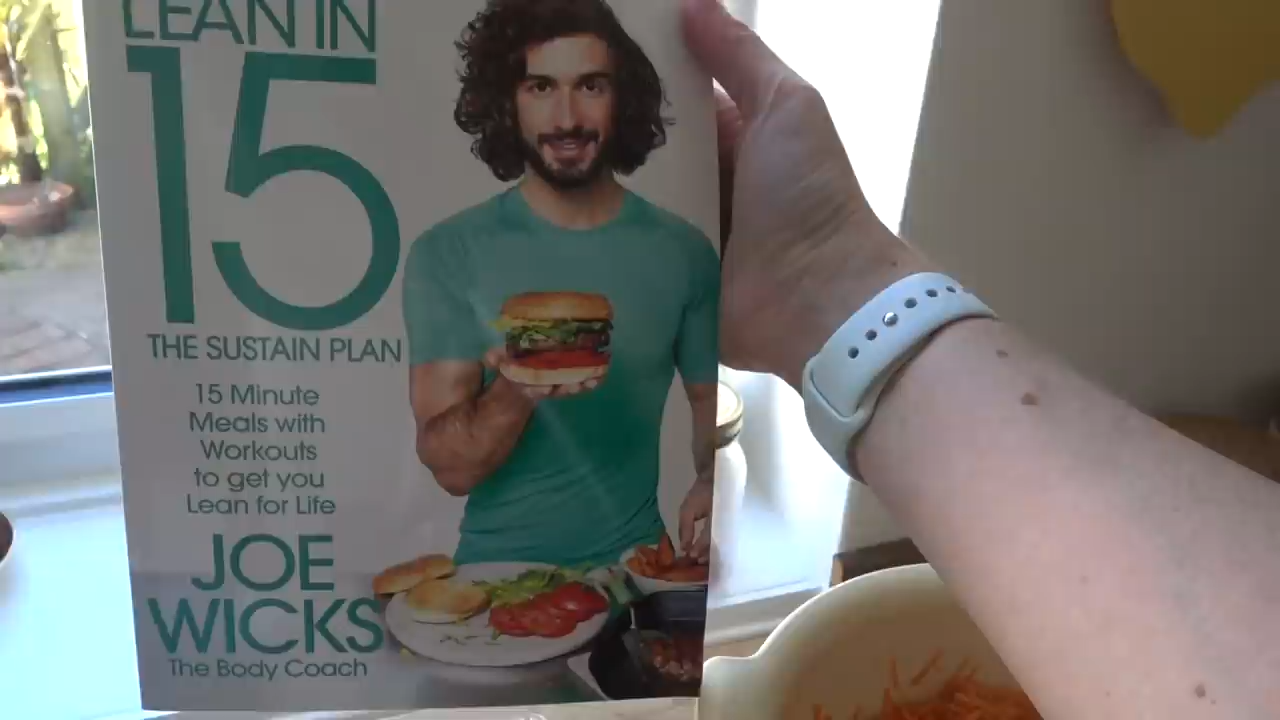 LEAN IN
15
THE SUSTAIN PLAN
15 Minute
Meals with
Workouts
to get you
Lean for Life
JOE
WICKS
The Body Coach